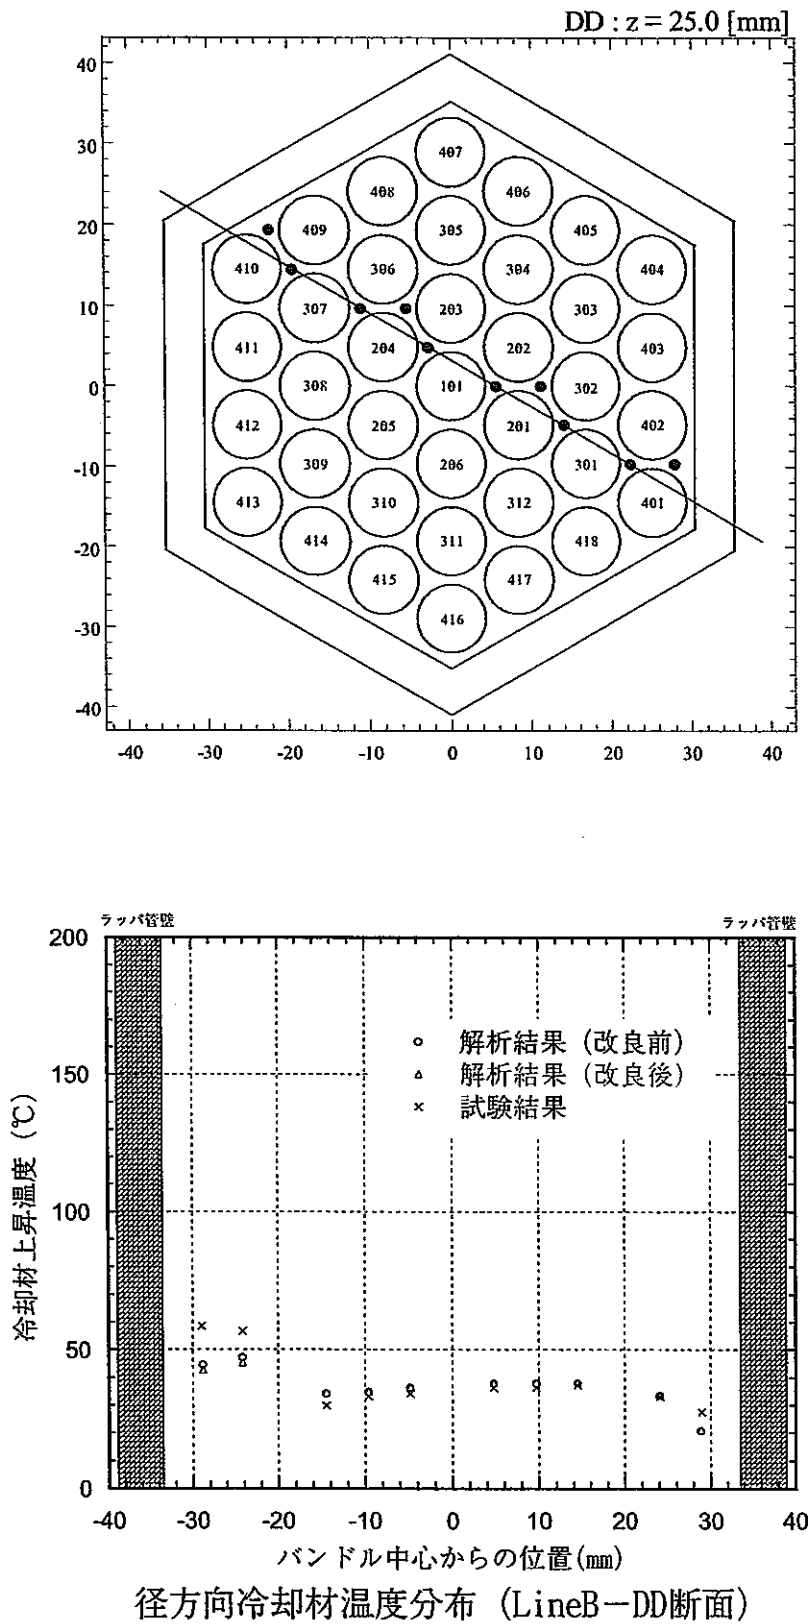 DD : z = 25.0 [mm]
40
30
20
10
0
-10
-20
-30
-40
407
408 406
409 305 405
410 306 304 404
307 203 303
411 204 202 403
308 101 302
412 205 201 402
309 206 301
413 310 312 401
414 311 418
415 417
416
-40 -30 -20 -10 0 10 20 30 40
ラッパ管壁 ラッパ管壁
200
150
100
50
0
冷却材上昇温度 (℃)
○ 解析結果 (改良前)
△ 解析結果 (改良後)
× 試験結果
-40 -30 -20 -10 0 10 20 30 40
バンドル中心からの位置(mm)
径方向冷却材温度分布 (LineB-DD断面)